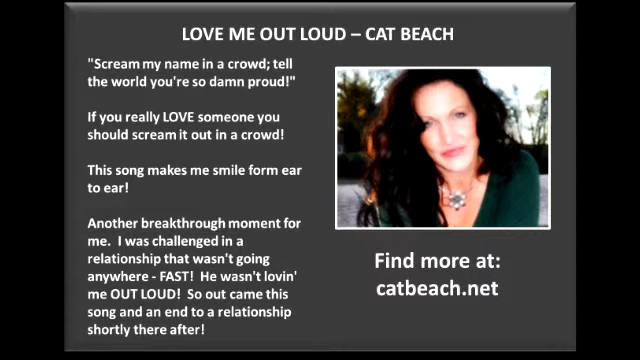 LOVE ME OUT LOUD – CAT BEACH
"Scream my name in a crowd; tell
the world you're so damn proud!"
If you really LOVE someone you
should scream it out in a crowd!
This song makes me smile form ear
to ear!
Another breakthrough moment for
me.  I was challenged in a
relationship that wasn't going
anywhere - FAST!  He wasn't lovin'
me OUT LOUD!  So out came this
song and an end to a relationship
shortly there after!
Find more at:
catbeach.net